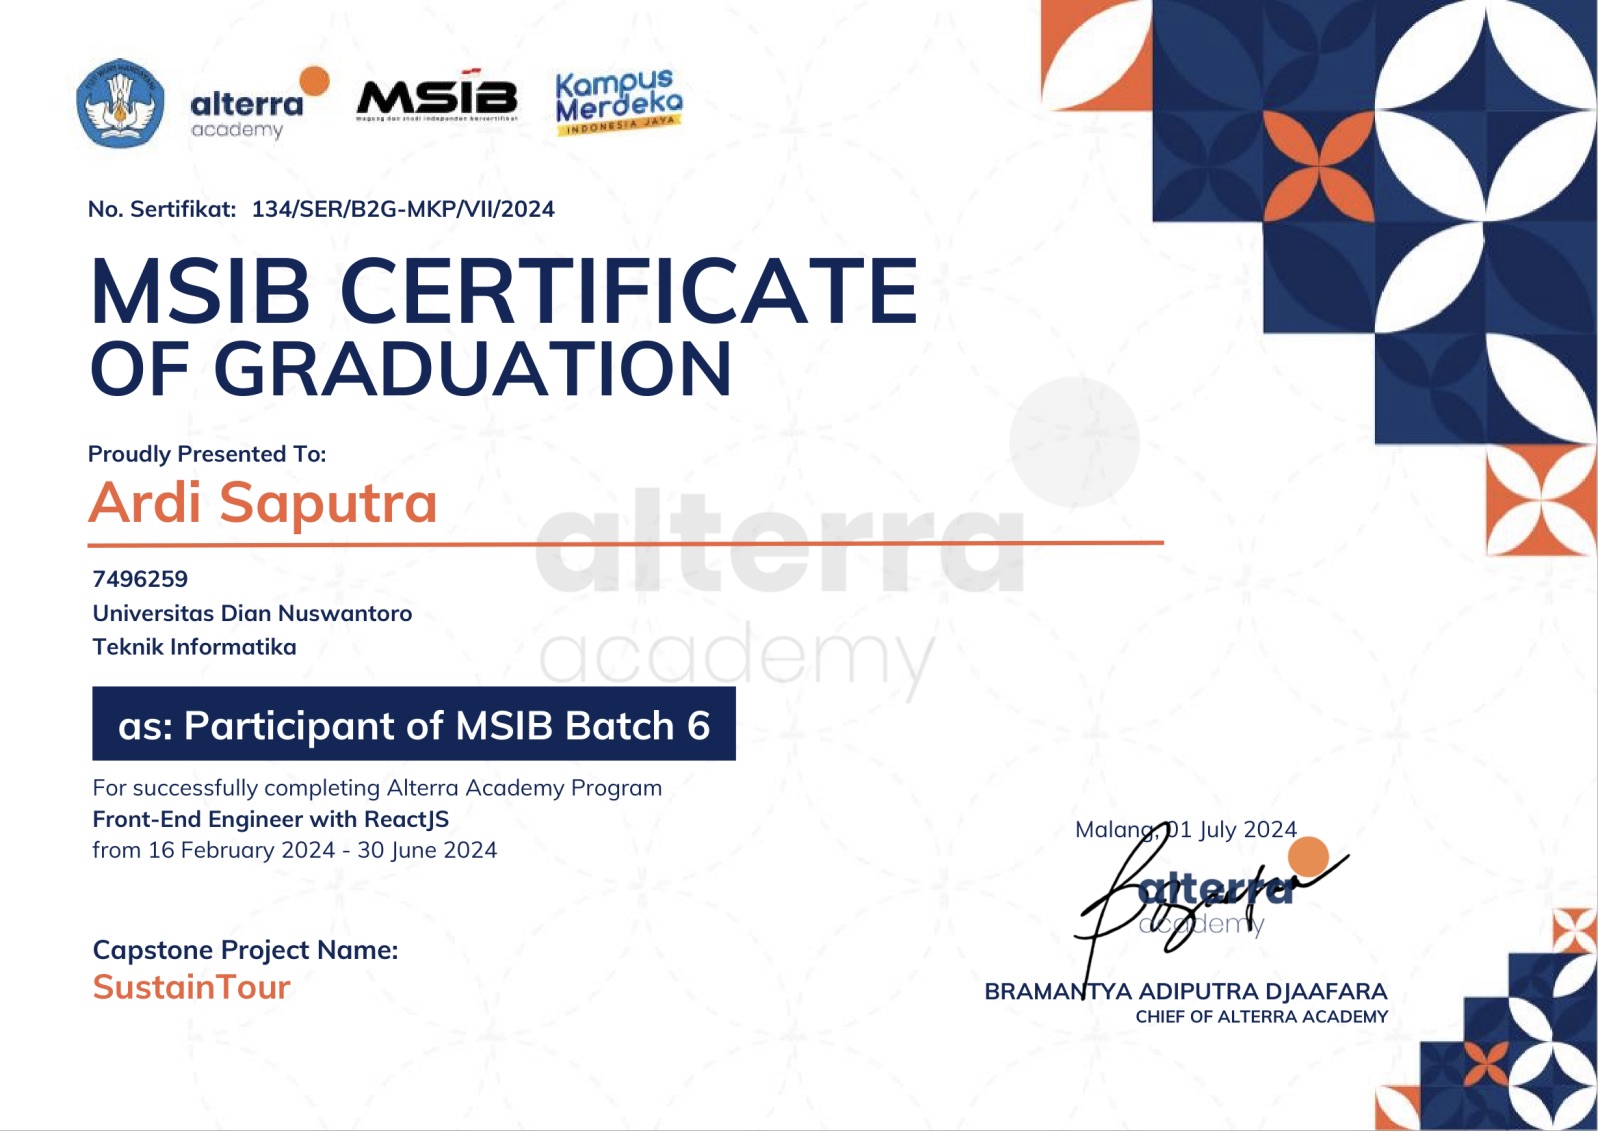 TUT WURI HANDAYANI
alterra
academy
MSIB
magang dan studi independen bersertifikat
Kampus
Merdeka
INDONESIA JAYA
No. Sertifikat: 134/SER/B2G-MKP/VII/2024
MSIB CERTIFICATE
OF GRADUATION
Proudly Presented To:
Ardi Saputra
alterra
academy
7496259
Universitas Dian Nuswantoro
Teknik Informatika
as: Participant of MSIB Batch 6
For successfully completing Alterra Academy Program
Front-End Engineer with ReactJS
from 16 February 2024 - 30 June 2024
Capstone Project Name:
SustainTour
Malang, 01 July 2024
alterra
academy
BRAMANTYA ADIPUTRA DJAAFARA
CHIEF OF ALTERRA ACADEMY